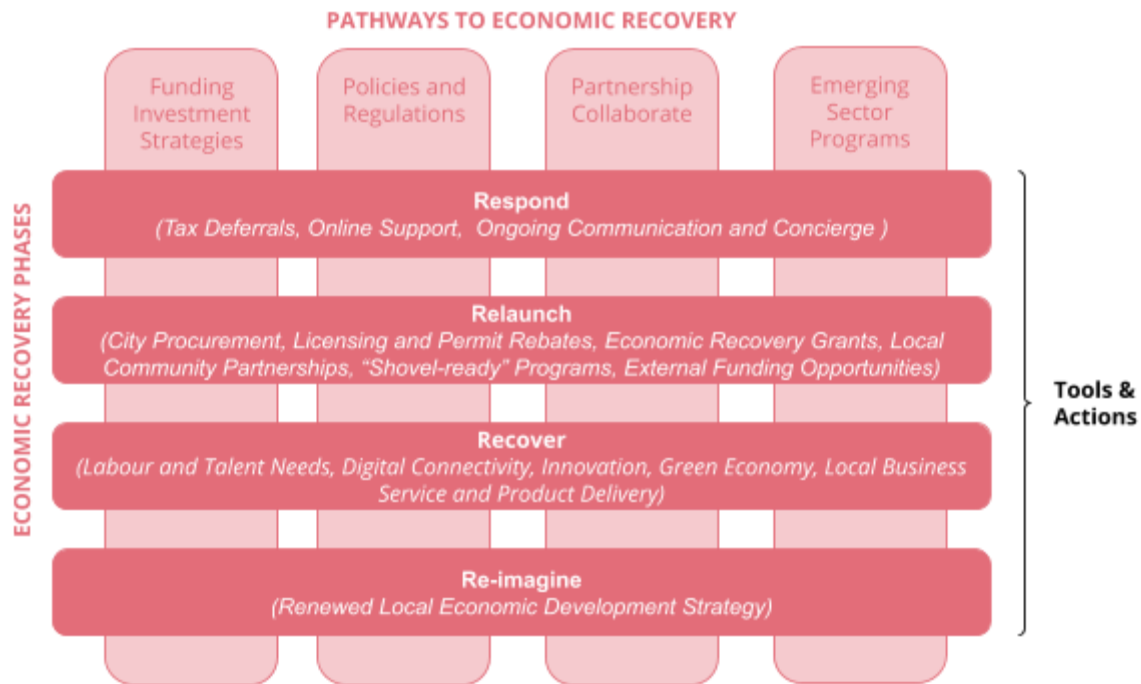 PATHWAYS TO ECONOMIC RECOVERY
Funding
Investment
Strategies
Policies and
Regulations
Partnership
Collaborate
Emerging
Sector
Programs
ECONOMIC RECOVERY PHASES
Respond
(Tax Deferrals, Online Support,  Ongoing Communication and Concierge )
Relaunch
(City Procurement, Licensing and Permit Rebates, Economic Recovery Grants, Local
Community Partnerships, “Shovel-ready” Programs, External Funding Opportunities)
Recover
(Labour and Talent Needs, Digital Connectivity, Innovation, Green Economy, Local Business
Service and Product Delivery)
Re-imagine
(Renewed Local Economic Development Strategy)
Tools &
Actions